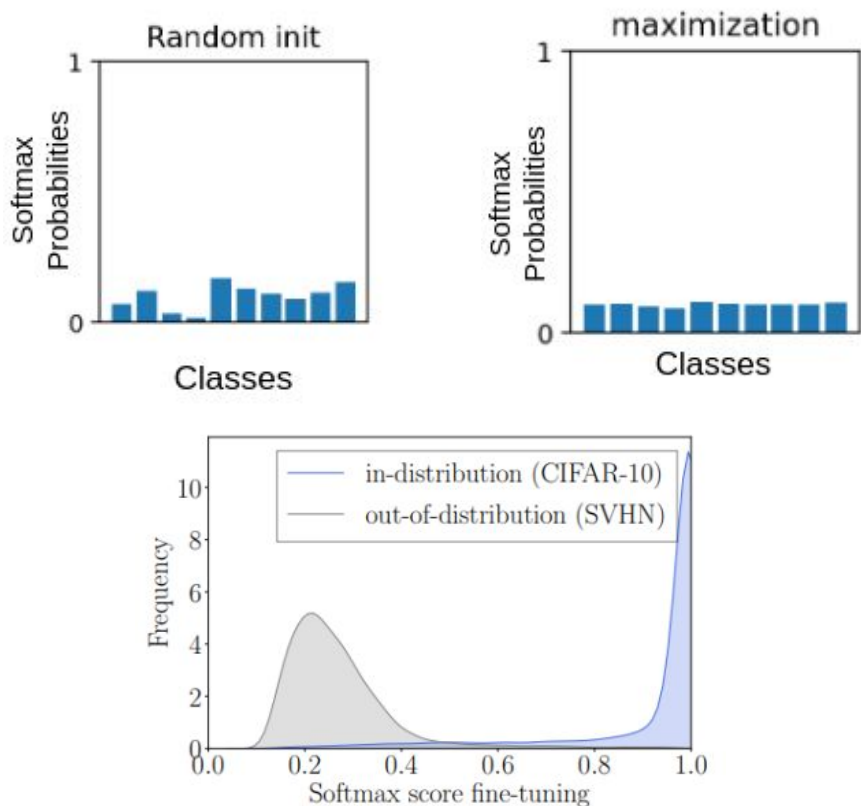 Random init
1
Softmax
Probabilities
0
Classes
maximization
1
Softmax
Probabilities
0
Classes
in-distribution (CIFAR-10)
out-of-distribution (SVHN)
Frequency
10
8
6
4
2
0
0.0 0.2 0.4 0.6 0.8 1.0
Softmax score fine-tuning